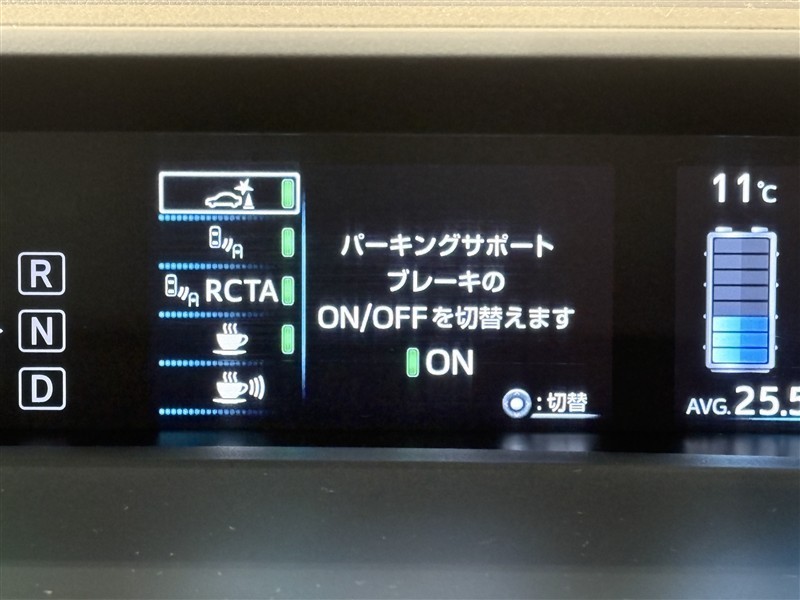 R
N
D
A
A RCTA
パーキングサポート
ブレーキの
ON/OFFを切替えます
ON
:切替
11℃
AVG.25.5